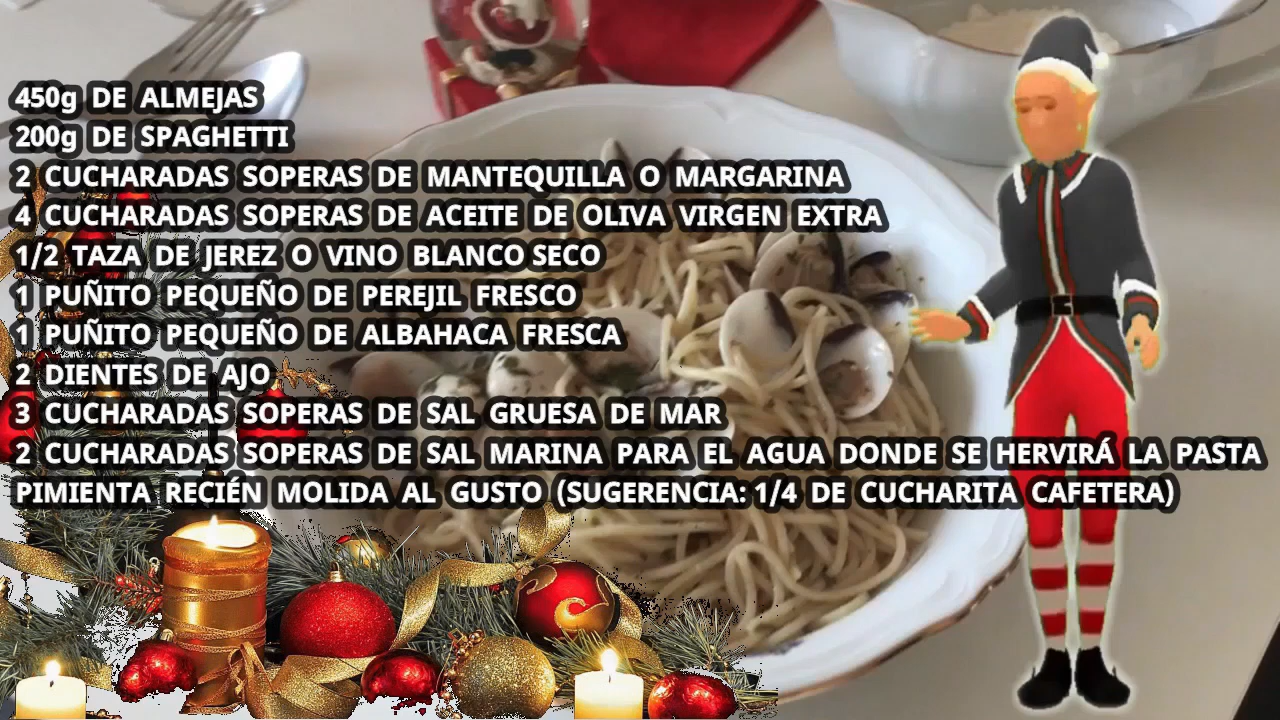 450g DE ALMEJAS
200g DE SPAGHETTI
2 CUCHARADAS SOPERAS DE MANTEQUILLA O MARGARINA
4 CUCHARADAS SOPERAS DE ACEITE DE OLIVA VIRGEN EXTRA
1/2 TAZA DE JEREZ O VINO BLANCO SECO
1 PUÑITO PEQUEÑO DE PEREJIL FRESCO
1 PUÑITO PEQUEÑO DE ALBAHACA FRESCA
2 DIENTES DE AJO
3 CUCHARADAS SOPERAS DE SAL GRUESA DE MAR
2 CUCHARADAS SOPERAS DE SAL MARINA PARA EL AGUA DONDE SE HERVIRÁ LA PASTA
PIMIENTA RECIÉN MOLIDA AL GUSTO (SUGERENCIA: 1/4 DE CUCHARITA CAFETERA)